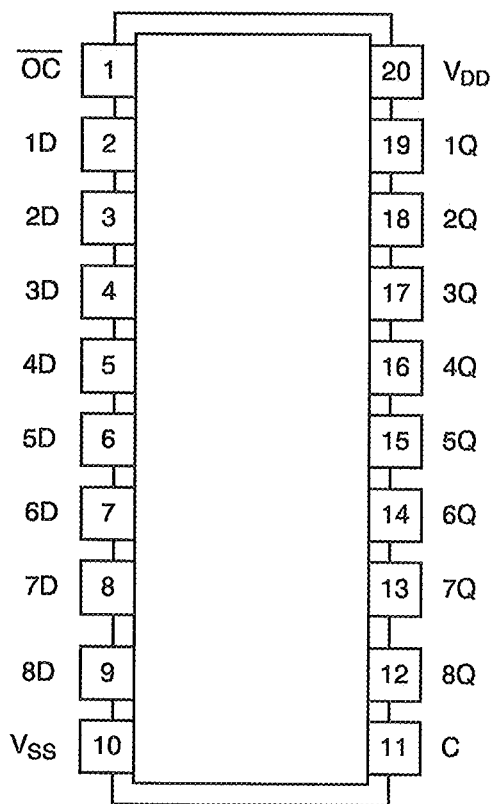 O̅C̅ 1 20 VDD
1D 2 19 1Q
2D 3 18 2Q
3D 4 17 3Q
4D 5 16 4Q
5D 6 15 5Q
6D 7 14 6Q
7D 8 13 7Q
8D 9 12 8Q
VSS 10 11 C